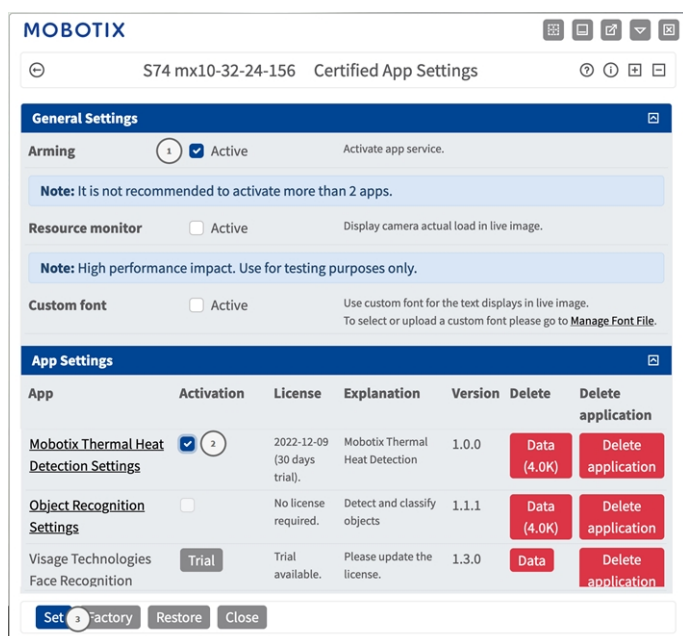 MOBOTIX
S74 mx10-32-24-156 Certified App Settings
General Settings
Arming 1 Active Activate app service.
Note: It is not recommended to activate more than 2 apps.
Resource monitor Active Display camera actual load in live image.
Note: High performance impact. Use for testing purposes only.
Custom font Active Use custom font for the text displays in live image.
To select or upload a custom font please go to Manage Font File.
App Settings
App Activation License Explanation Version Delete Delete
application
Mobotix Thermal Heat 2 2022-12-09 Mobotix Thermal 1.0.0 Data Delete
Detection Settings (30 days Heat Detection (4.0K) application
trial).
Object Recognition No license Detect and classify 1.1.1 Data Delete
Settings required. objects (4.0K) application
Visage Technologies Trial Trial Please update the 1.3.0 Data Delete
Face Recognition available. license. application
Set 3 Factory Restore Close